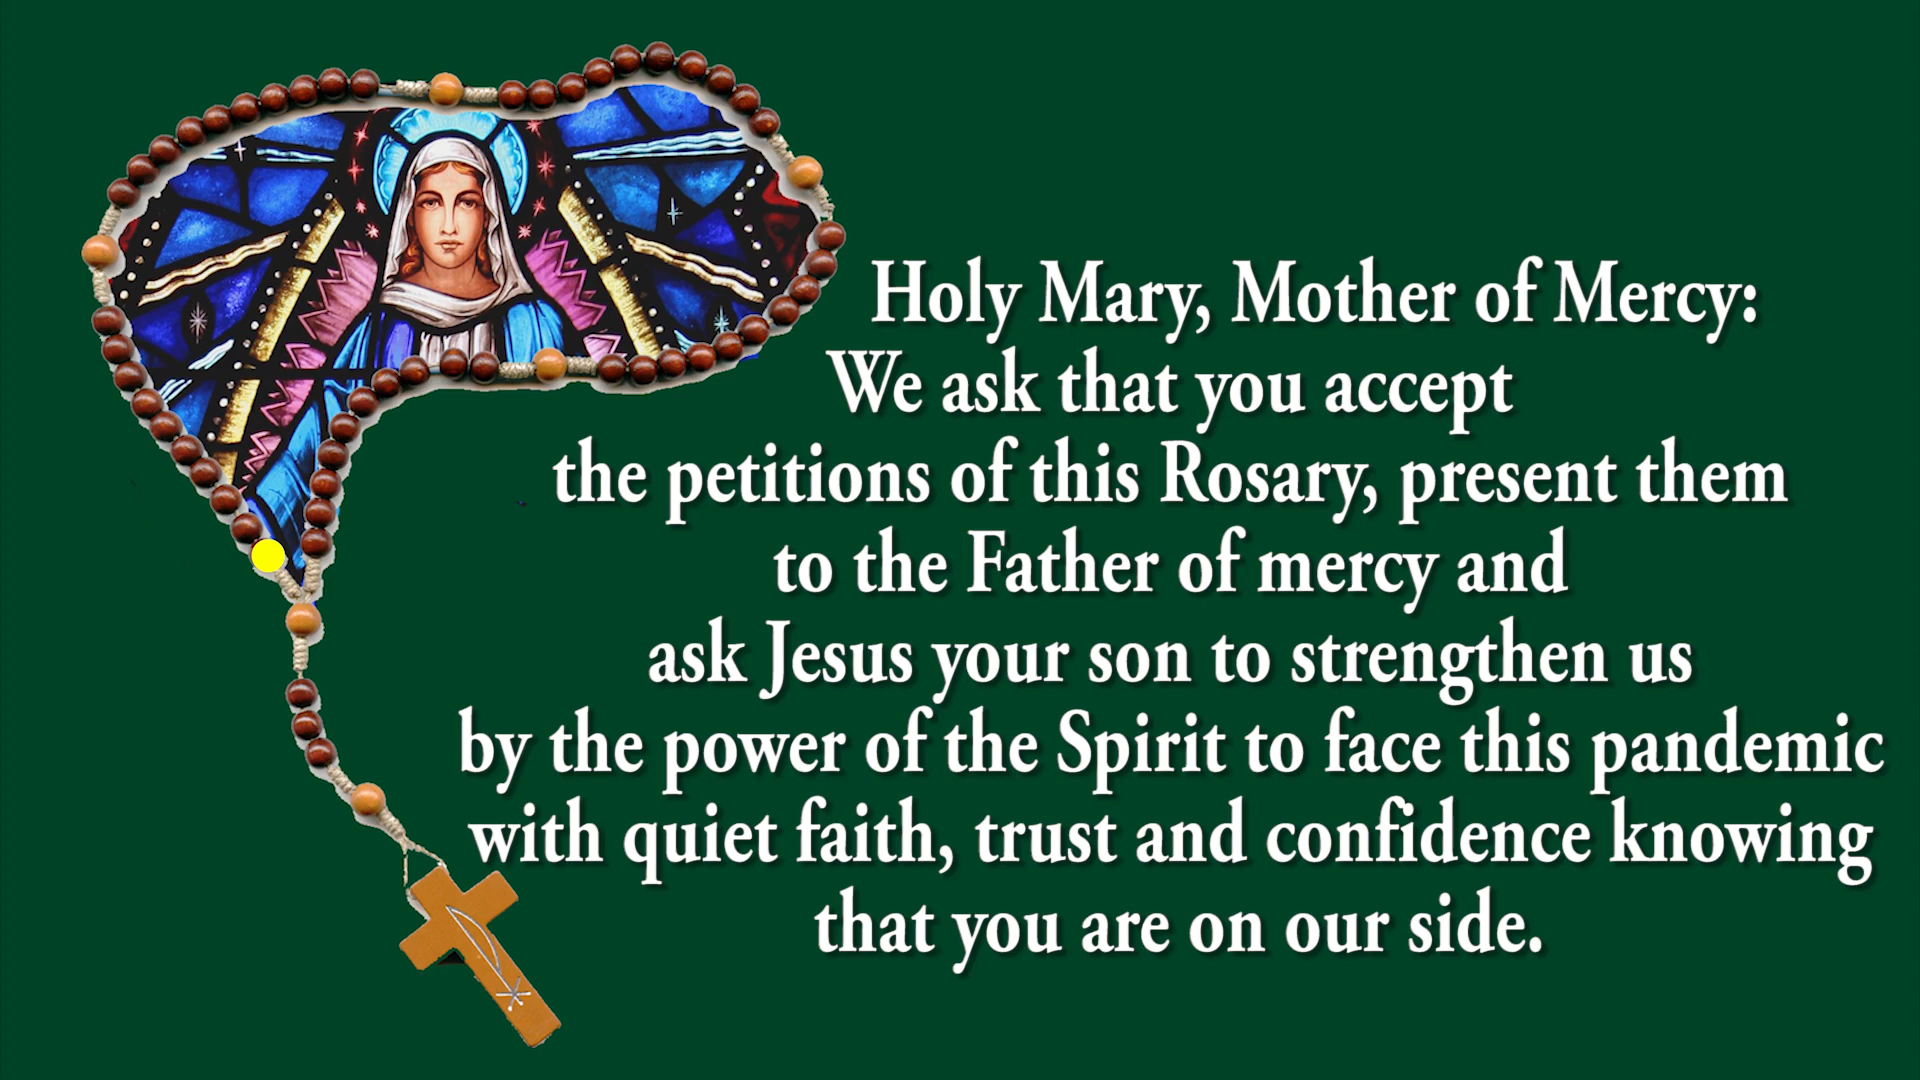 Holy Mary, Mother of Mercy:
We ask that you accept
the petitions of this Rosary, present them
to the Father of mercy and
ask Jesus your son to strengthen us
by the power of the Spirit to face this pandemic
with quiet faith, trust and confidence knowing
that you are on our side.